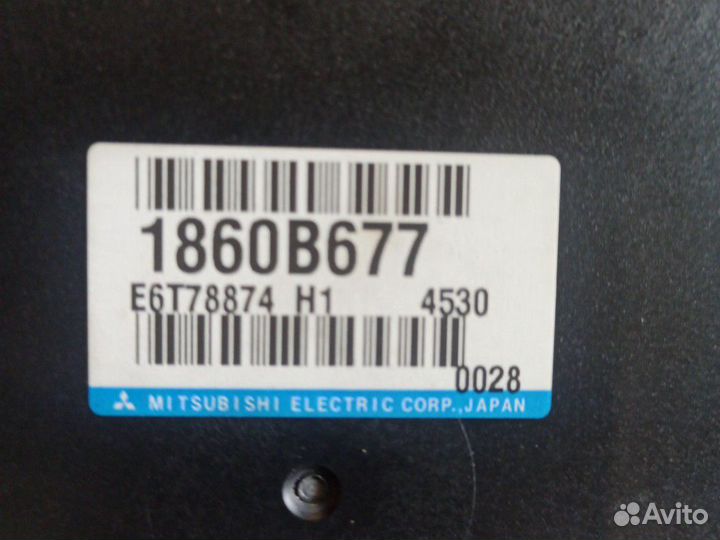 1860B677
E6T78874 H1 4530
0028
MITSUBISHI ELECTRIC CORP.,JAPAN
Avito